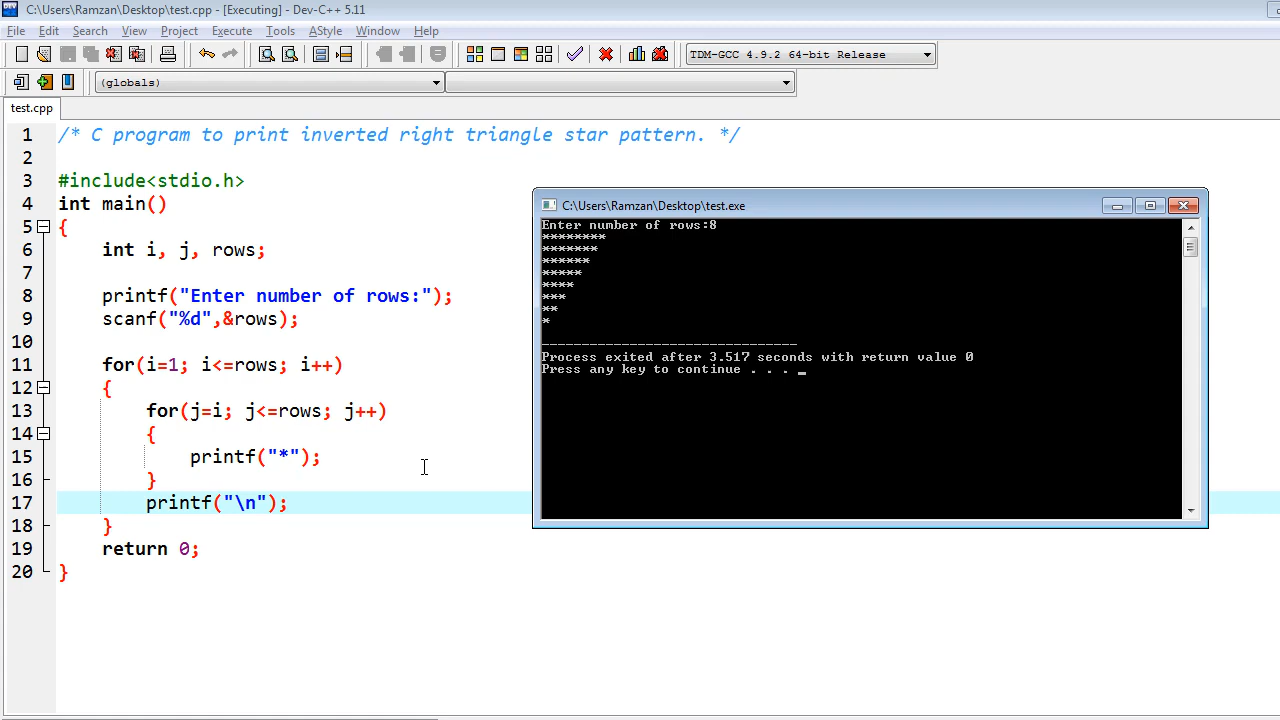 C:\Users\Ramzan\Desktop\test.cpp - [Executing] - Dev-C++ 5.11
File Edit Search View Project Execute Tools AStyle Window Help
TDM-GCC 4.9.2 64-bit Release
(globals)
test.cpp
1 /* C program to print inverted right triangle star pattern. */
2
3 #include<stdio.h>
4 int main()
5 {
6 int i, j, rows;
7
8 printf("Enter number of rows:");
9 scanf("%d",&rows);
10
11 for(i=1; i<=rows; i++)
12 {
13 for(j=i; j<=rows; j++)
14 {
15 printf("*");
16 }
17 printf("\n");
18 }
19 return 0;
20 }
C:\Users\Ramzan\Desktop\test.exe
Enter number of rows:8
********
*******
******
*****
****
***
**
*
--------------------------------
Process exited after 3.517 seconds with return value 0
Press any key to continue . . . _